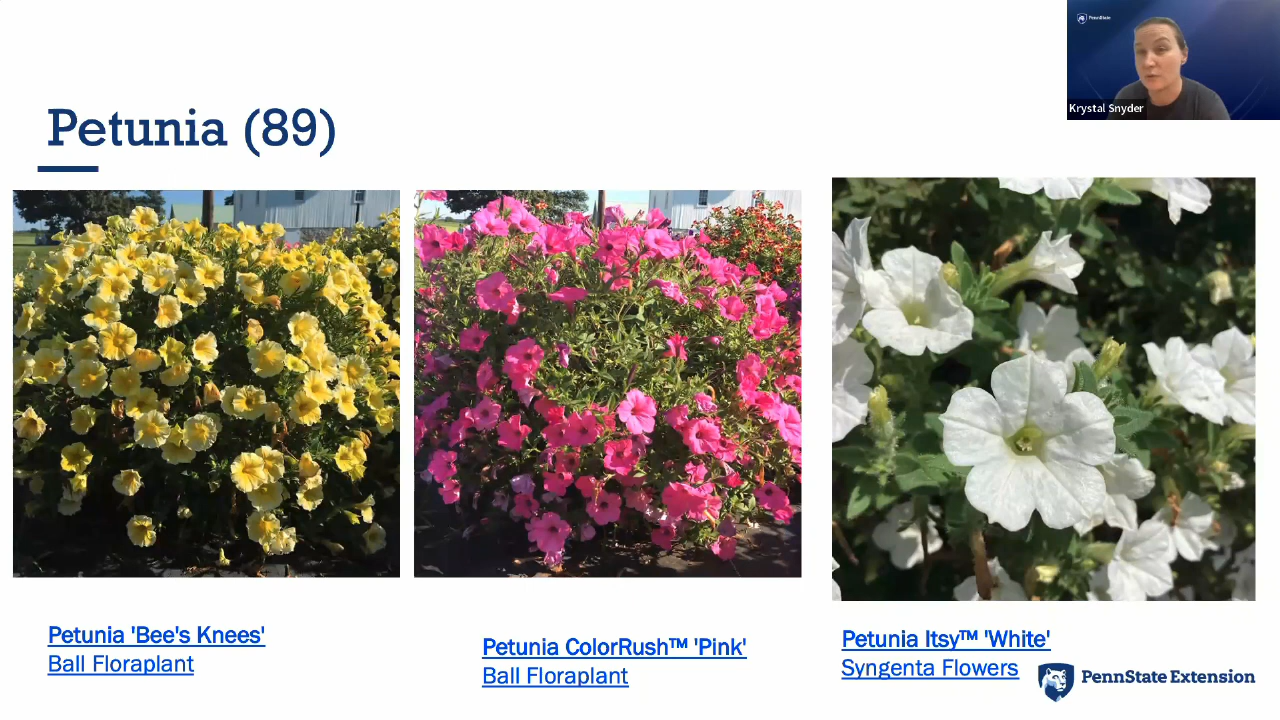 PennState
Krystal Snyder
Petunia (89)
Petunia 'Bee's Knees'
Ball Floraplant
Petunia ColorRush™ 'Pink'
Ball Floraplant
Petunia Itsy™ 'White'
Syngenta Flowers
PennState Extension